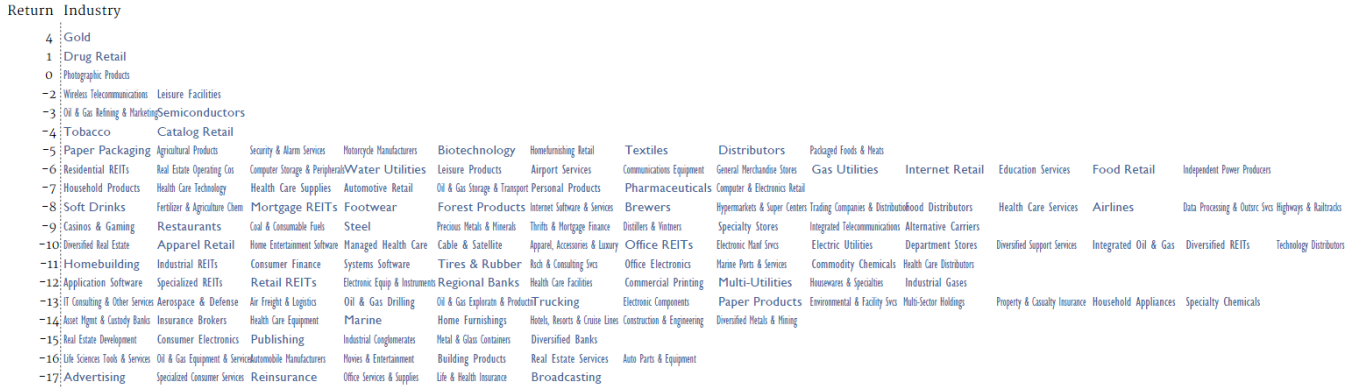 Return Industry
4 Gold
1 Drug Retail
0 Photographic Products
-2 Wireless Telecommunications Leisure Facilities
-3 Oil & Gas Refining & Marketing Semiconductors
-4 Tobacco Catalog Retail
-5 Paper Packaging Agricultural Products Security & Alarm Services Motorcycle Manufacturers Biotechnology Homefurnishing Retail Textiles Distributors Packaged Foods & Meats
-6 Residential REITs Real Estate Operating Cos Computer Storage & Peripherals Water Utilities Leisure Products Airport Services Communications Equipment General Merchandise Stores Gas Utilities Internet Retail Education Services Food Retail Independent Power Producers
-7 Household Products Health Care Technology Health Care Supplies Automotive Retail Oil & Gas Storage & Transport Personal Products Pharmaceuticals Computer & Electronics Retail
-8 Soft Drinks Fertilizer & Agriculture Chem Mortgage REITs Footwear Forest Products Internet Software & Services Brewers Hypermarkets & Super Centers Trading Companies & Distributio Food Distributors Health Care Services Airlines Data Processing & Outsrc Svcs Highways & Railtracks
-9 Casinos & Gaming Restaurants Coal & Consumable Fuels Steel Precious Metals & Minerals Thrifts & Mortgage Finance Distillers & Vintners Specialty Stores Integrated Telecommunications Alternative Carriers
-10 Diversified Real Estate Apparel Retail Home Entertainment Software Managed Health Care Cable & Satellite Apparel, Accessories & Luxury Office REITs Electronic Manf Svcs Electric Utilities Department Stores Diversified Support Services Integrated Oil & Gas Diversified REITs Technology Distributors
-11 Homebuilding Industrial REITs Consumer Finance Systems Software Tires & Rubber Rsch & Consulting Svcs Office Electronics Marine Ports & Services Commodity Chemicals Health Care Distributors
-12 Application Software Specialized REITs Retail REITs Electronic Equip & Instruments Regional Banks Health Care Facilities Commercial Printing Multi-Utilities Housewares & Specialties Industrial Gases
-13 IT Consulting & Other Services Aerospace & Defense Air Freight & Logistics Oil & Gas Drilling Oil & Gas Exploratn & Producti Trucking Electronic Components Paper Products Environmental & Facility Svcs Multi-Sector Holdings Property & Casualty Insurance Household Appliances Specialty Chemicals
-14 Asset Mgmt & Custody Banks Insurance Brokers Health Care Equipment Marine Home Furnishings Hotels, Resorts & Cruise Lines Construction & Engineering Diversified Metals & Mining
-15 Real Estate Development Consumer Electronics Publishing Industrial Conglomerates Metal & Glass Containers Diversified Banks
-16 Life Sciences Tools & Services Oil & Gas Equipment & Services Automobile Manufacturers Movies & Entertainment Building Products Real Estate Services Auto Parts & Equipment
-17 Advertising Specialized Consumer Services Reinsurance Office Services & Supplies Life & Health Insurance Broadcasting